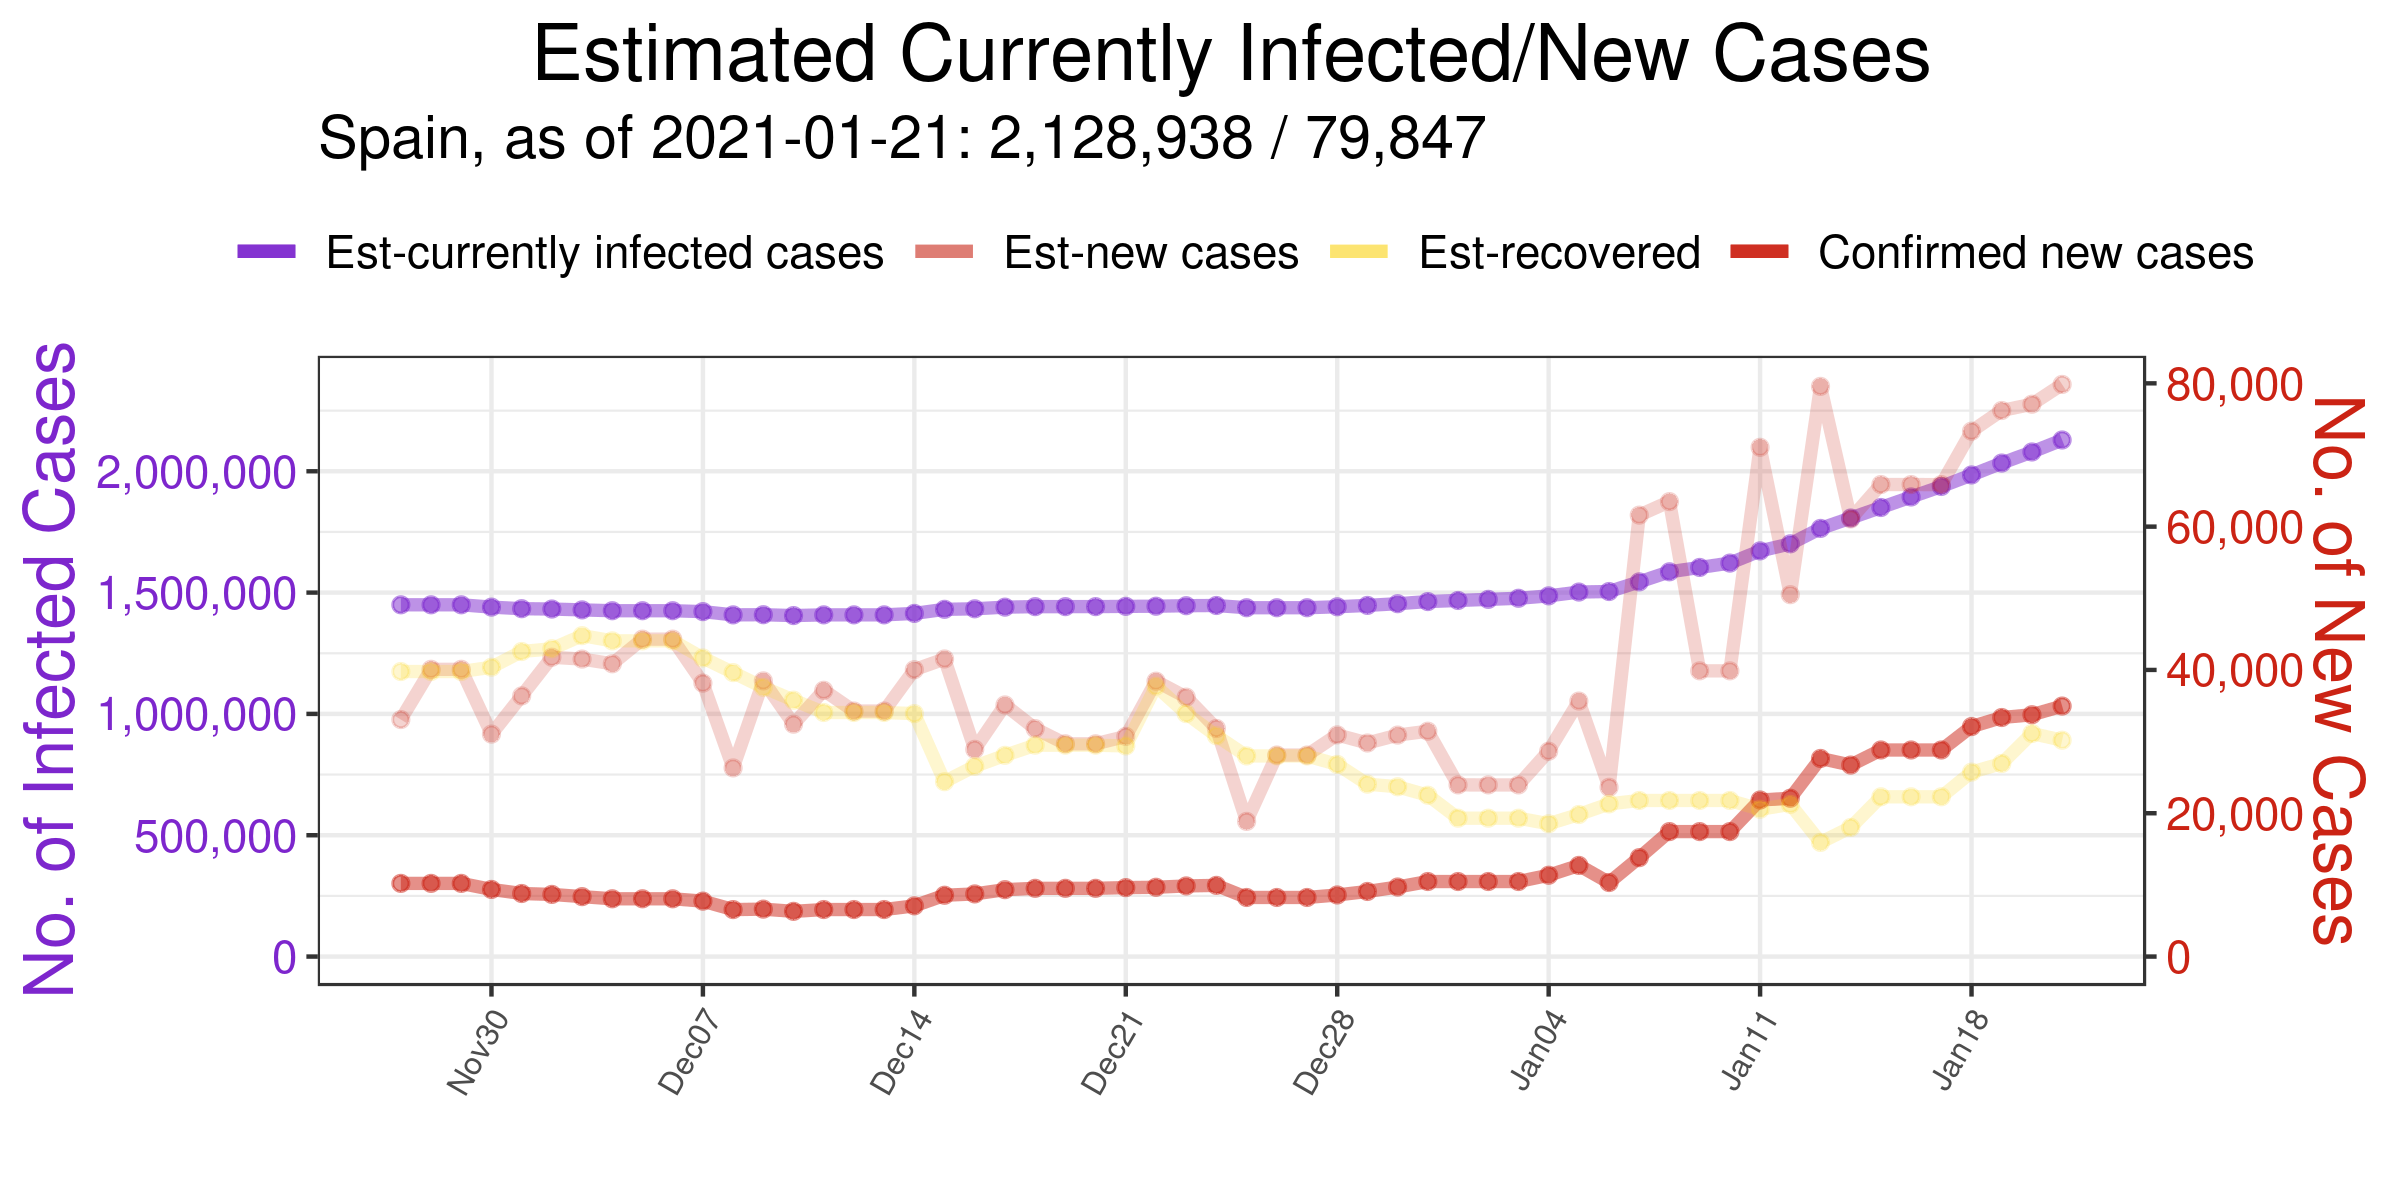 Estimated Currently Infected/New Cases
Spain, as of 2021-01-21: 2,128,938 / 79,847
Est-currently infected cases Est-new cases Est-recovered Confirmed new cases
No. of Infected Cases
2,000,000
1,500,000
1,000,000
500,000
0
80,000
60,000
40,000
20,000
0
No. of New Cases
Nov30 Dec07 Dec14 Dec21 Dec28 Jan04 Jan11 Jan18